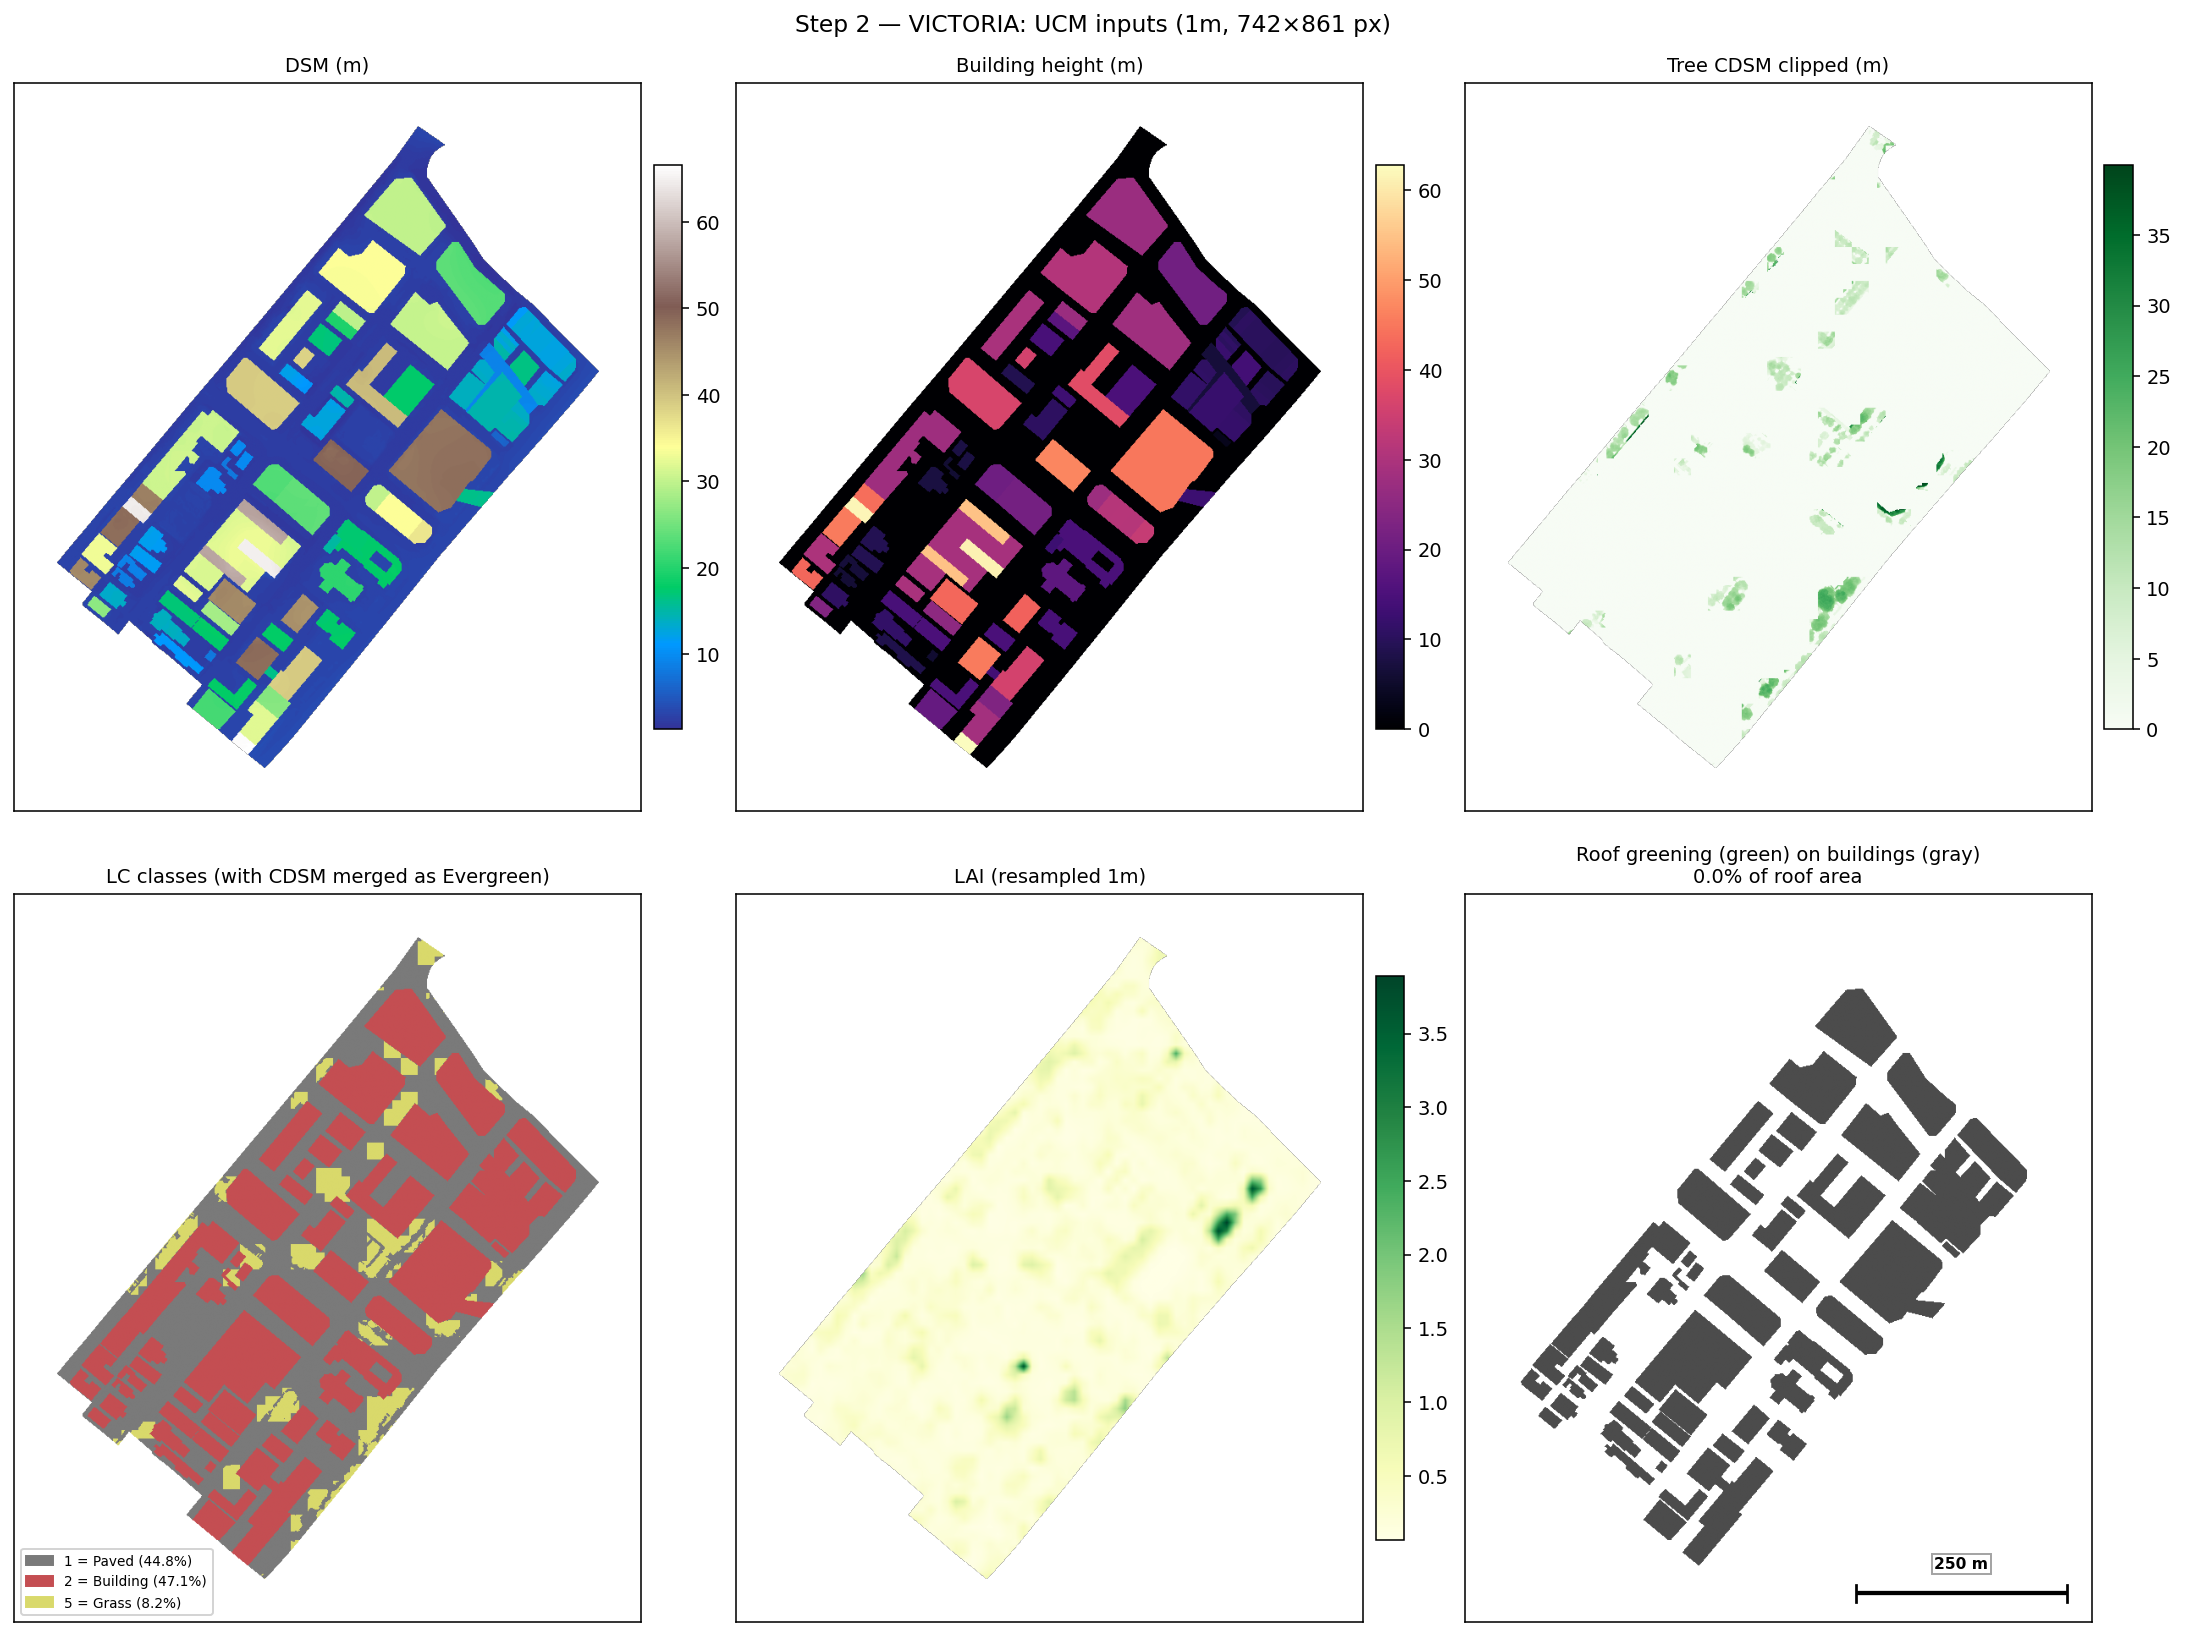 Step 2 — VICTORIA: UCM inputs (1m, 742×861 px)
DSM (m)
60
50
40
30
20
10
Building height (m)
60
50
40
30
20
10
0
Tree CDSM clipped (m)
35
30
25
20
15
10
5
0
LC classes (with CDSM merged as Evergreen)
1 = Paved (44.8%)
2 = Building (47.1%)
5 = Grass (8.2%)
LAI (resampled 1m)
3.5
3.0
2.5
2.0
1.5
1.0
0.5
Roof greening (green) on buildings (gray)
0.0% of roof area
250 m